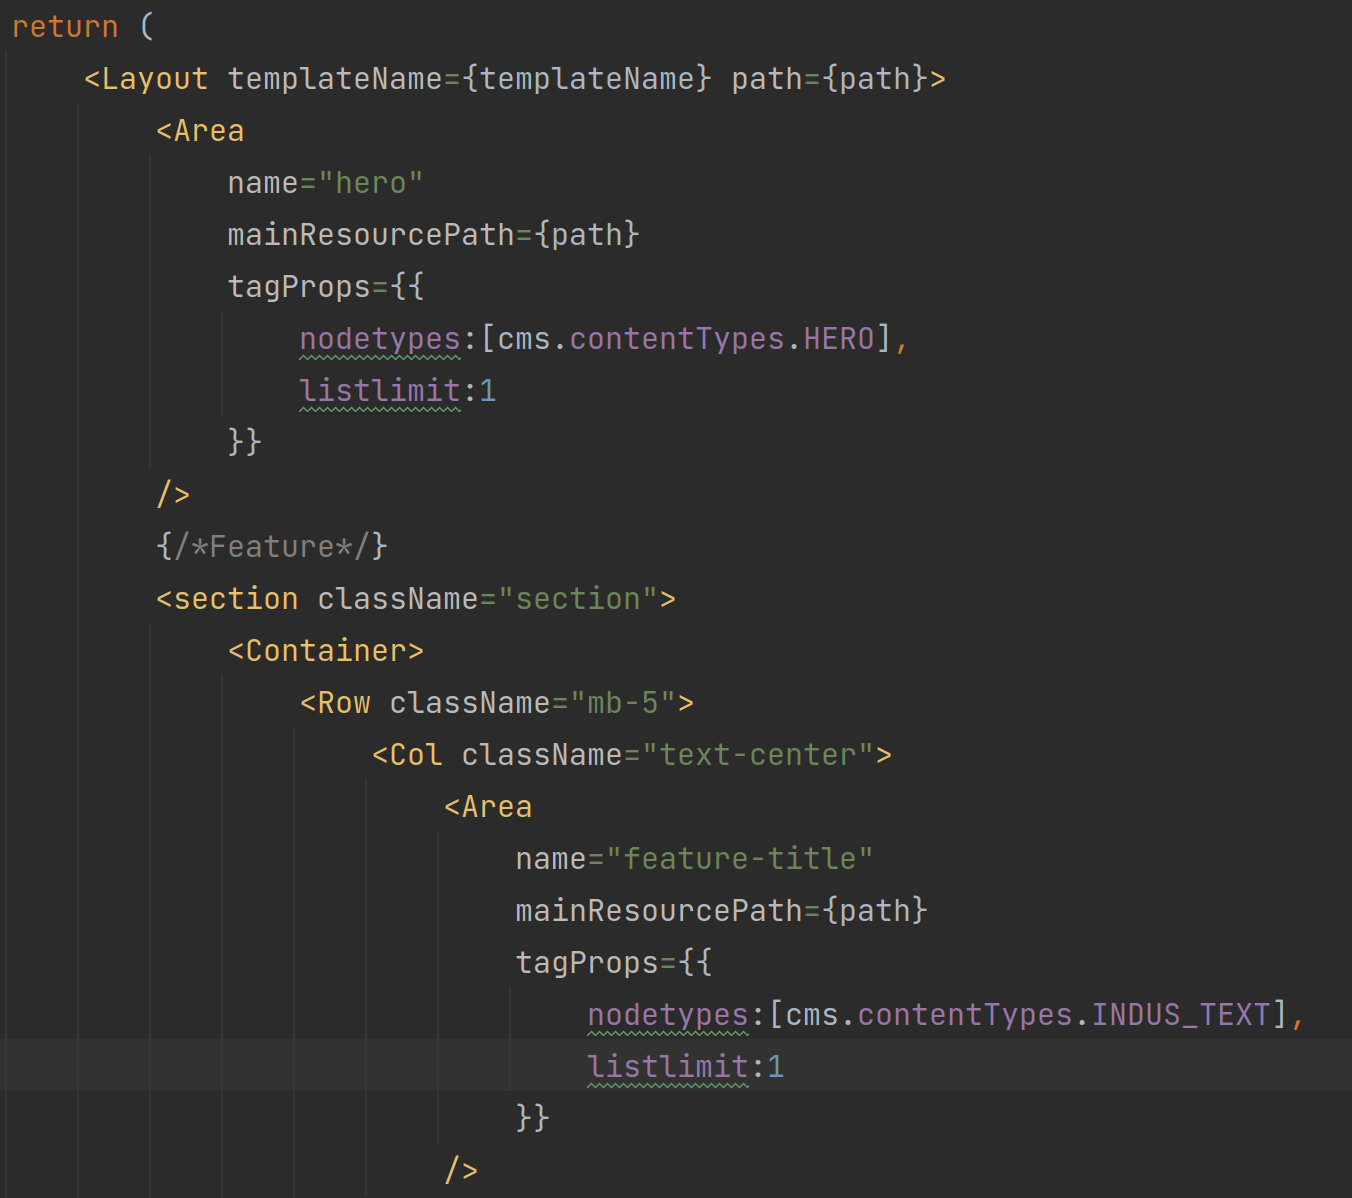 return (
<Layout templateName={templateName} path={path}>
<Area
name="hero"
mainResourcePath={path}
tagProps={{
nodetypes:[cms.contentTypes.HERO],
listlimit:1
}}
/>
{/*Feature*/}
<section className="section">
<Container>
<Row className="mb-5">
<Col className="text-center">
<Area
name="feature-title"
mainResourcePath={path}
tagProps={{
nodetypes:[cms.contentTypes.INDUS_TEXT],
listlimit:1
}}
/>